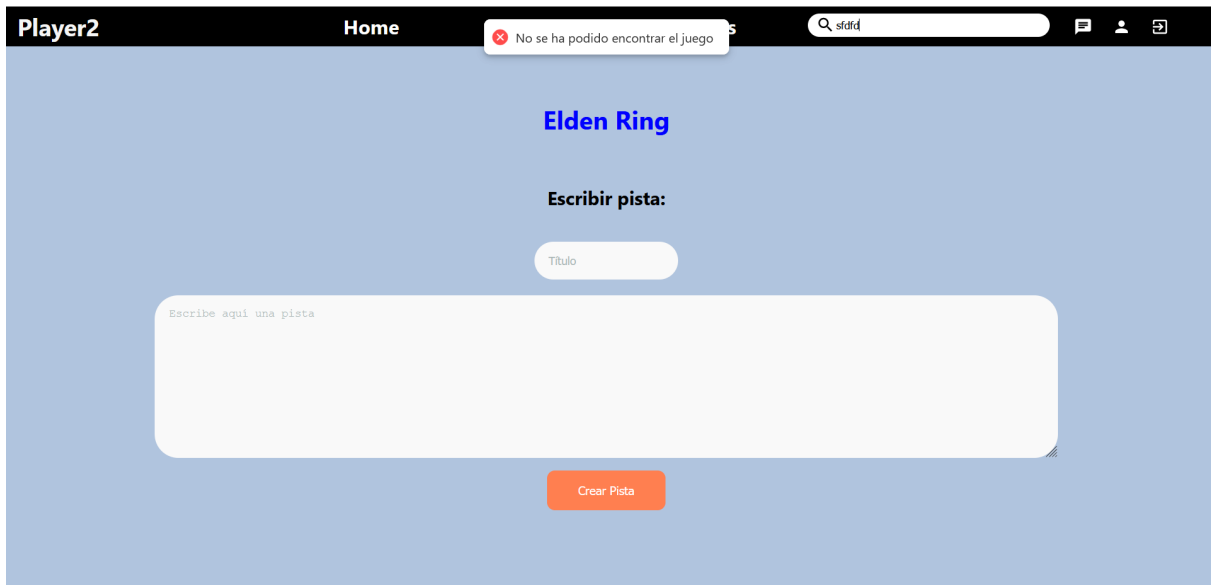 Player2
Home
No se ha podido encontrar el juego
sfdfd
Elden Ring
Escribir pista:
Título
Escribe aquí una pista
Crear Pista